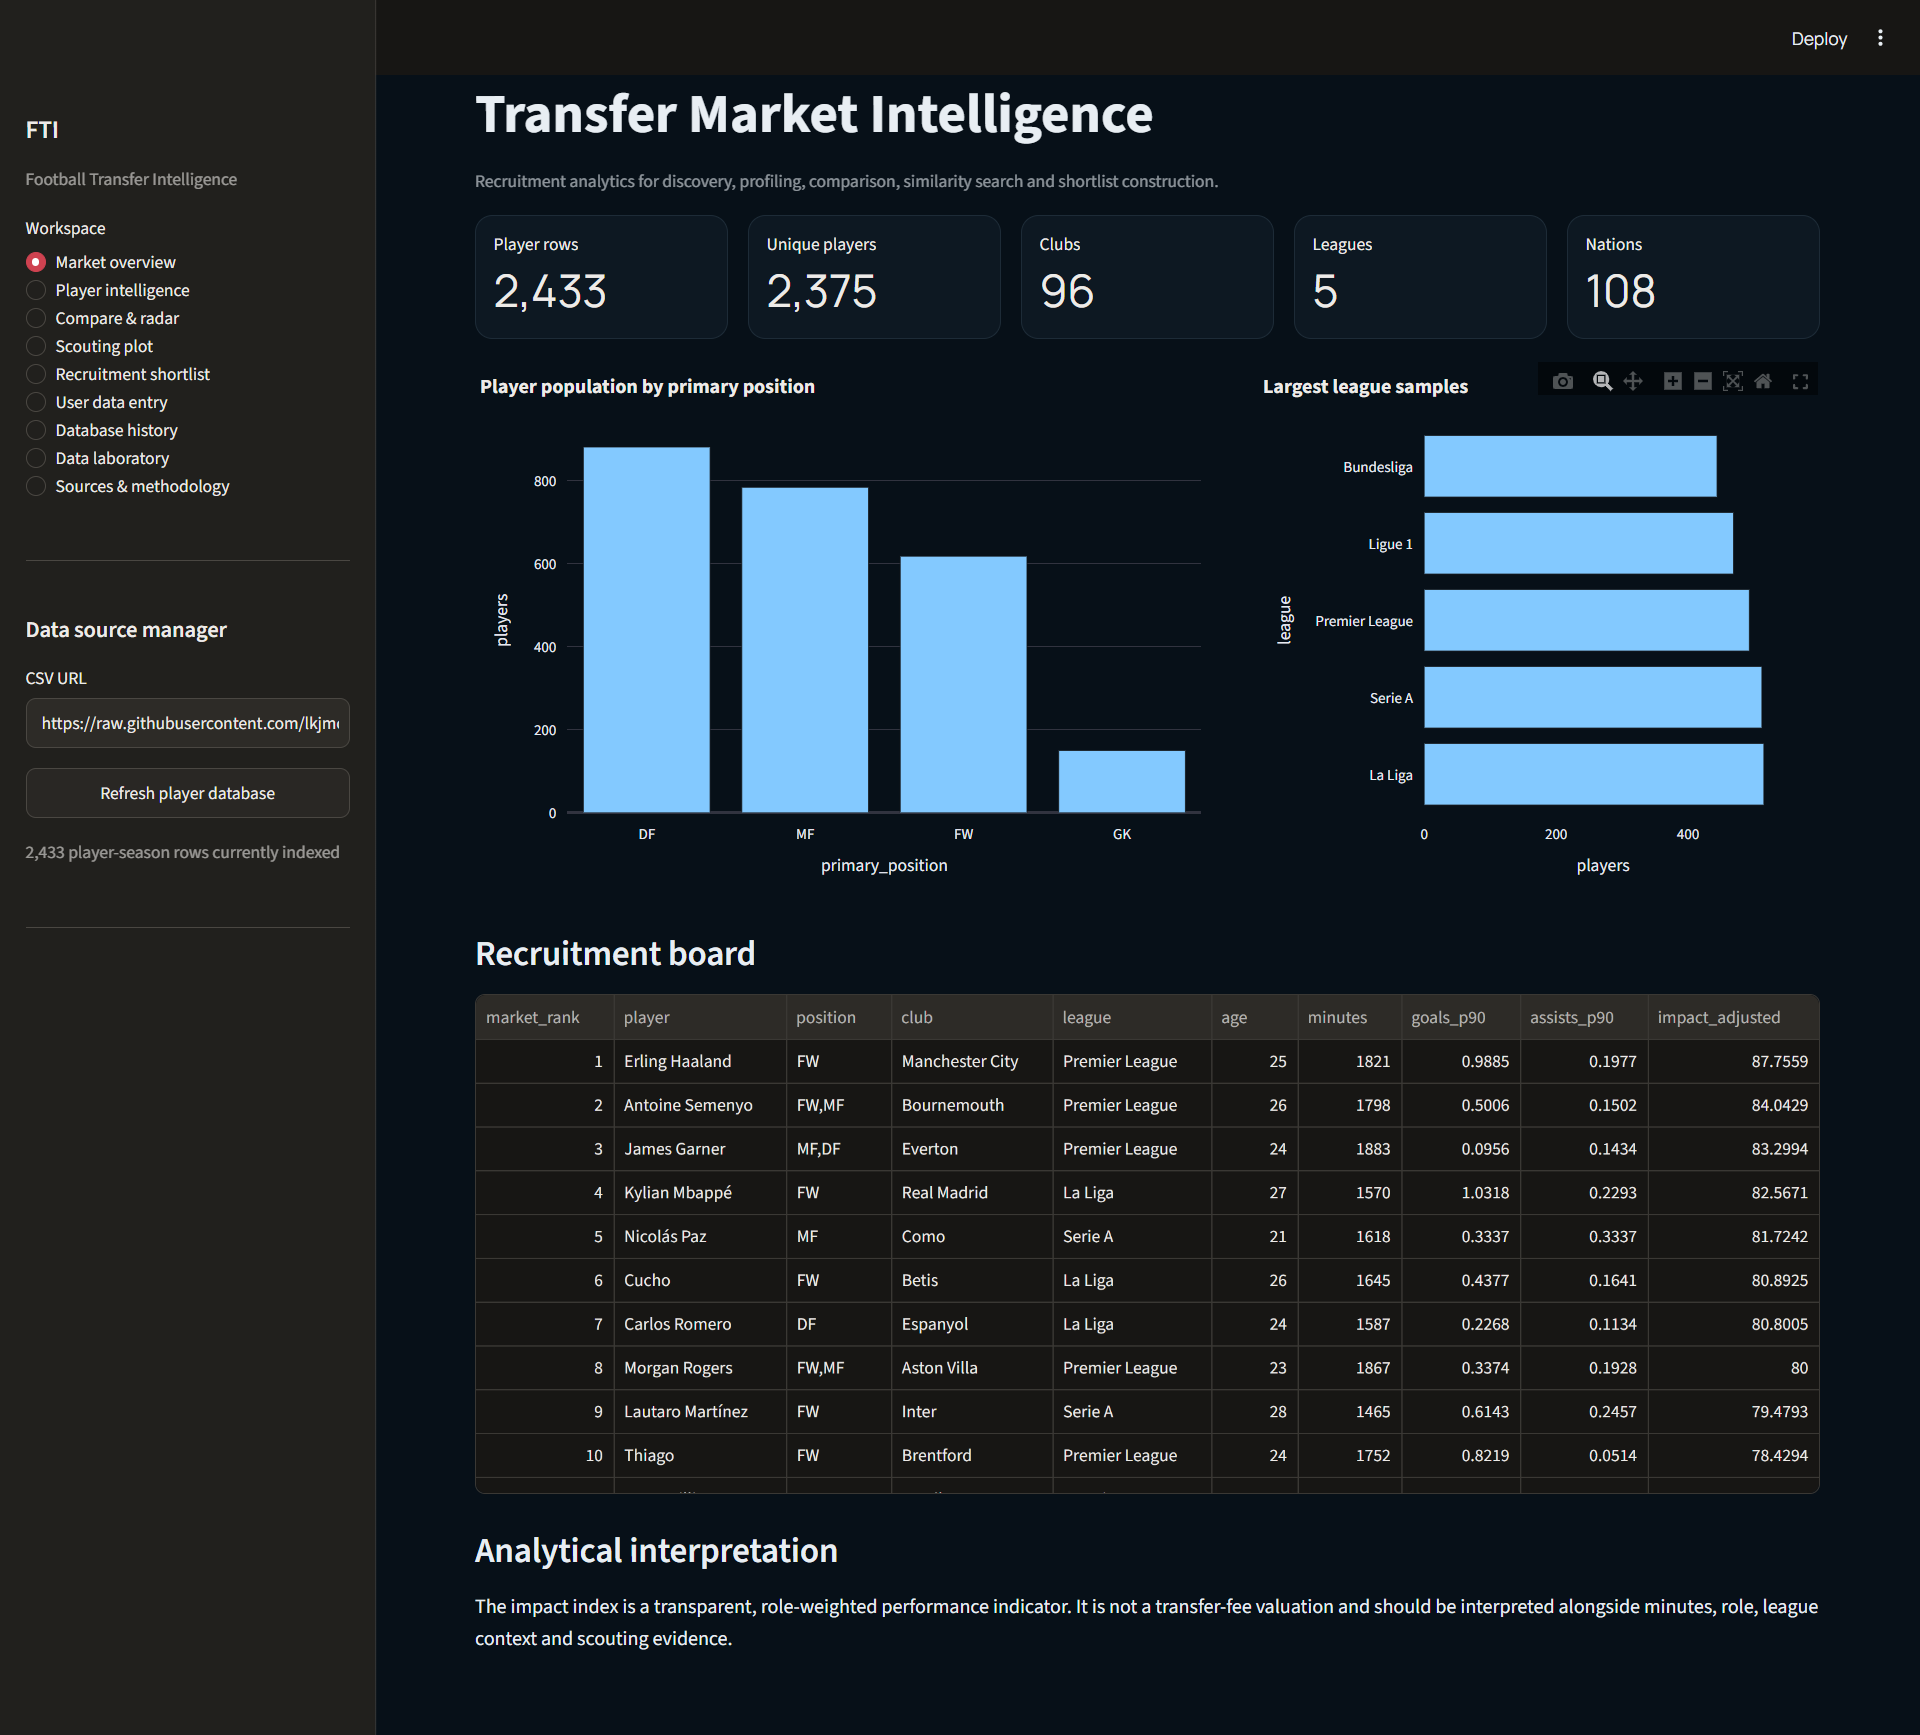 Deploy
FTI
Football Transfer Intelligence
Workspace
Market overview
Player intelligence
Compare & radar
Scouting plot
Recruitment shortlist
User data entry
Database history
Data laboratory
Sources & methodology
Data source manager
CSV URL
https://raw.githubusercontent.com/lkjm
Refresh player database
2,433 player-season rows currently indexed
Transfer Market Intelligence
Recruitment analytics for discovery, profiling, comparison, similarity search and shortlist construction.
Player rows
2,433
Unique players
2,375
Clubs
96
Leagues
5
Nations
108
Player population by primary position
players
800
600
400
200
0
DF MF FW GK
primary_position
Largest league samples
league
Bundesliga
Ligue 1
Premier League
Serie A
La Liga
0 200 400
players
Recruitment board
market_rank player position club league age minutes goals_p90 assists_p90 impact_adjusted
1 Erling Haaland FW Manchester City Premier League 25 1821 0.9885 0.1977 87.7559
2 Antoine Semenyo FW,MF Bournemouth Premier League 26 1798 0.5006 0.1502 84.0429
3 James Garner MF,DF Everton Premier League 24 1883 0.0956 0.1434 83.2994
4 Kylian Mbappé FW Real Madrid La Liga 27 1570 1.0318 0.2293 82.5671
5 Nicolás Paz MF Como Serie A 21 1618 0.3337 0.3337 81.7242
6 Cucho FW Betis La Liga 26 1645 0.4377 0.1641 80.8925
7 Carlos Romero DF Espanyol La Liga 24 1587 0.2268 0.1134 80.8005
8 Morgan Rogers FW,MF Aston Villa Premier League 23 1867 0.3374 0.1928 80
9 Lautaro Martínez FW Inter Serie A 28 1465 0.6143 0.2457 79.4793
10 Thiago FW Brentford Premier League 24 1752 0.8219 0.0514 78.4294
Analytical interpretation
The impact index is a transparent, role-weighted performance indicator. It is not a transfer-fee valuation and should be interpreted alongside minutes, role, league
context and scouting evidence.